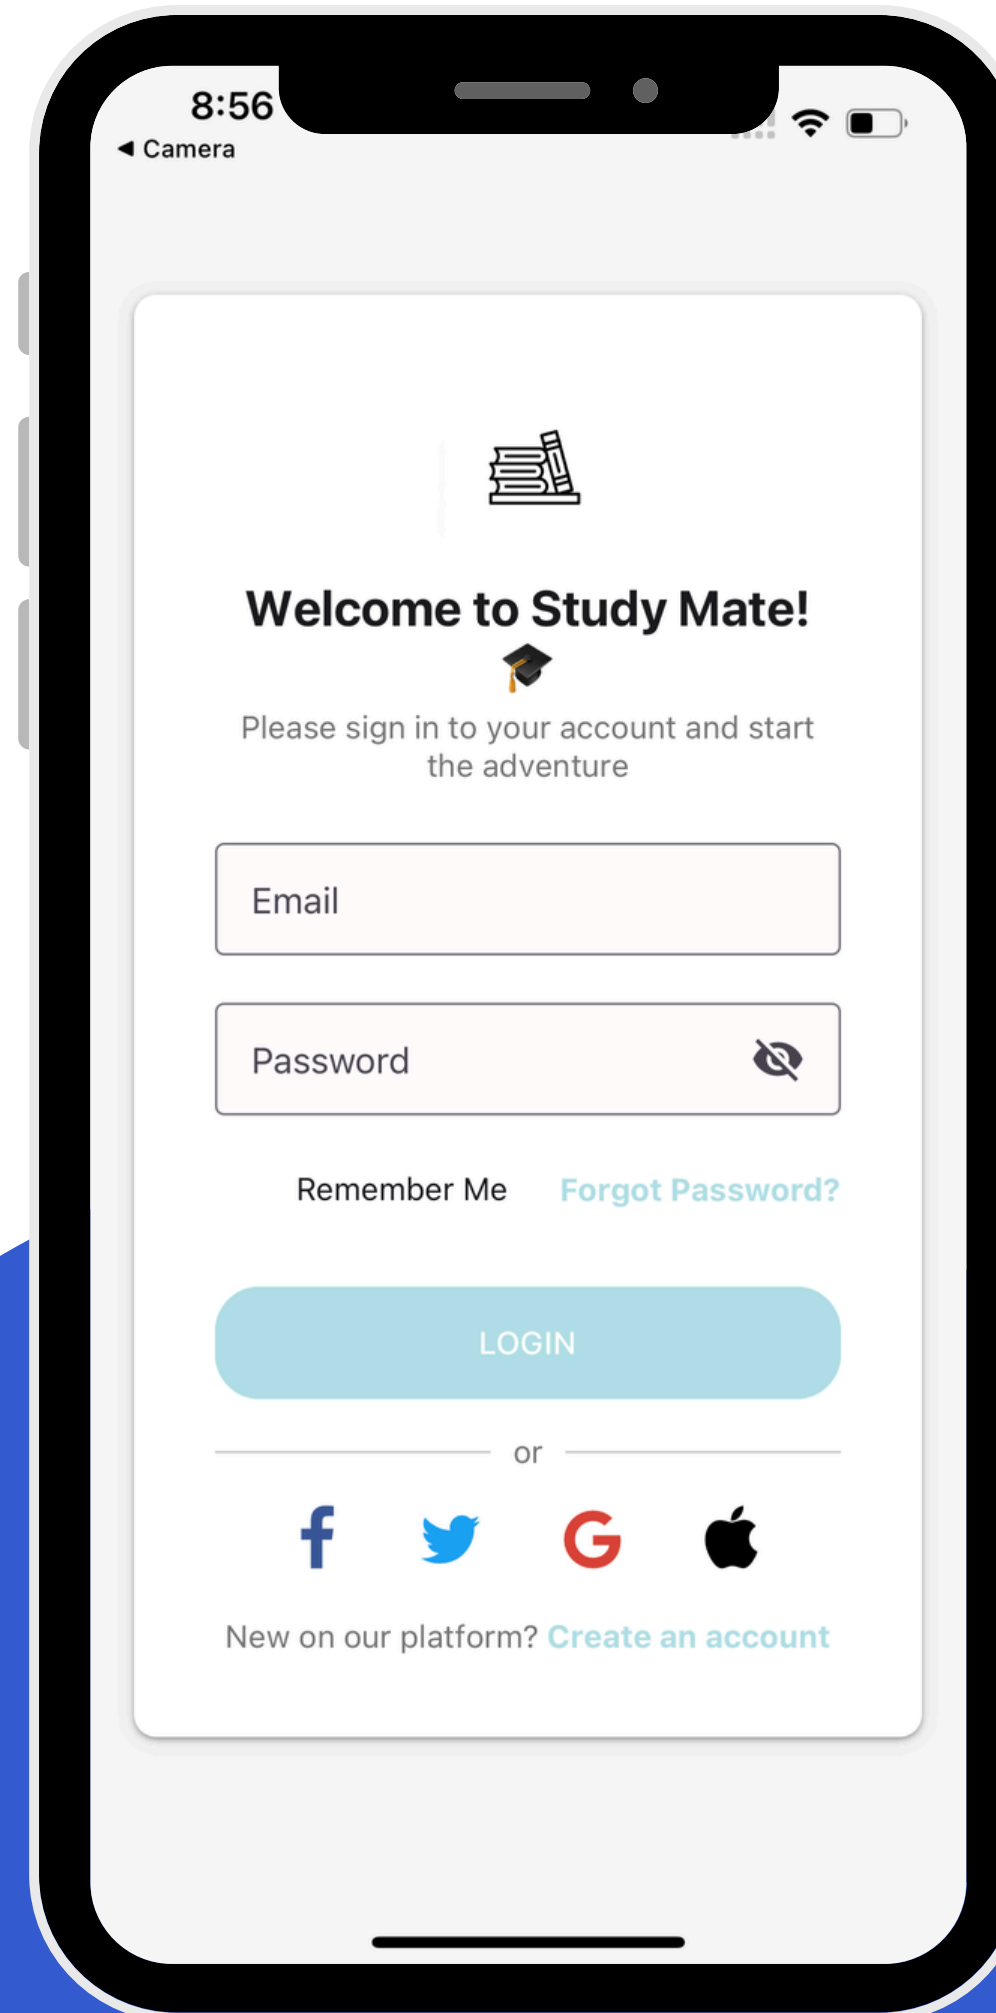 8:56
◀ Camera
Welcome to Study Mate!
🎓
Please sign in to your account and start
the adventure
Email
Password
Remember Me Forgot Password?
LOGIN
or
New on our platform? Create an account